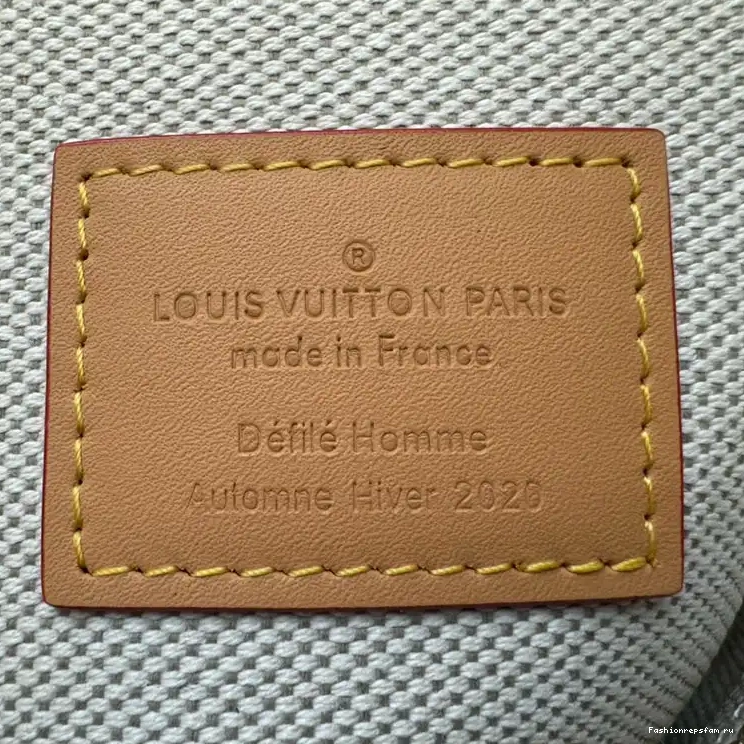 ®
LOUIS VUITTON PARIS
made in France
Défilé Homme
Automne Hiver 2020
Fashionrepsfam.ru